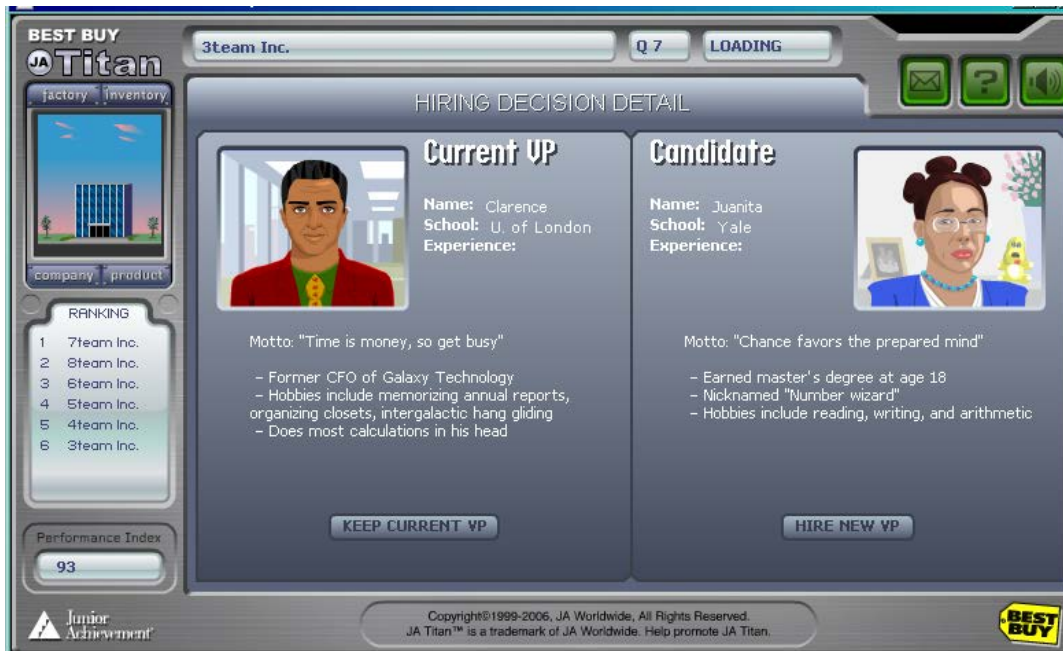 BEST BUY
JA Titan
3team Inc.
Q 7
LOADING
factory inventory
company product
HIRING DECISION DETAIL
Current VP
Name: Clarence
School: U. of London
Experience:
Motto: "Time is money, so get busy"
- Former CFO of Galaxy Technology
- Hobbies include memorizing annual reports,
organizing closets, intergalactic hang gliding
- Does most calculations in his head
KEEP CURRENT VP
Candidate
Name: Juanita
School: Yale
Experience:
Motto: "Chance favors the prepared mind"
- Earned master's degree at age 18
- Nicknamed "Number wizard"
- Hobbies include reading, writing, and arithmetic
HIRE NEW VP
RANKING
1 7team Inc.
2 8team Inc.
3 6team Inc.
4 5team Inc.
5 4team Inc.
6 3team Inc.
Performance Index
93
Junior
Achievement
Copyright©1999-2006, JA Worldwide, All Rights Reserved.
JA Titan™ is a trademark of JA Worldwide. Help promote JA Titan.
BEST
BUY